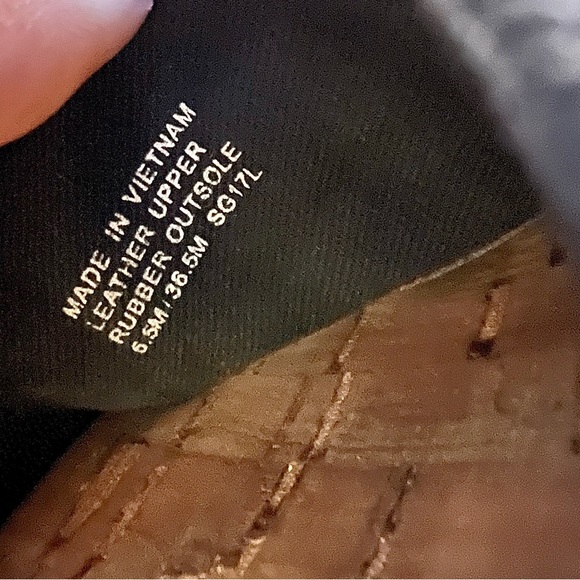 MADE IN VIETNAM
LEATHER UPPER
RUBBER OUTSOLE
6.5M / 36.5M SG17L